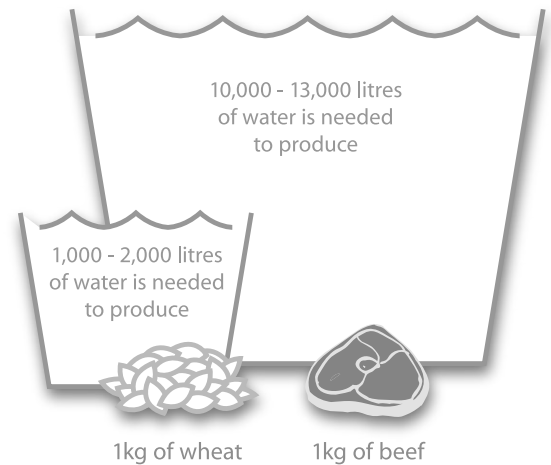 10,000 - 13,000 litres
of water is needed
to produce
1,000 - 2,000 litres
of water is needed
to produce
1kg of wheat
1kg of beef